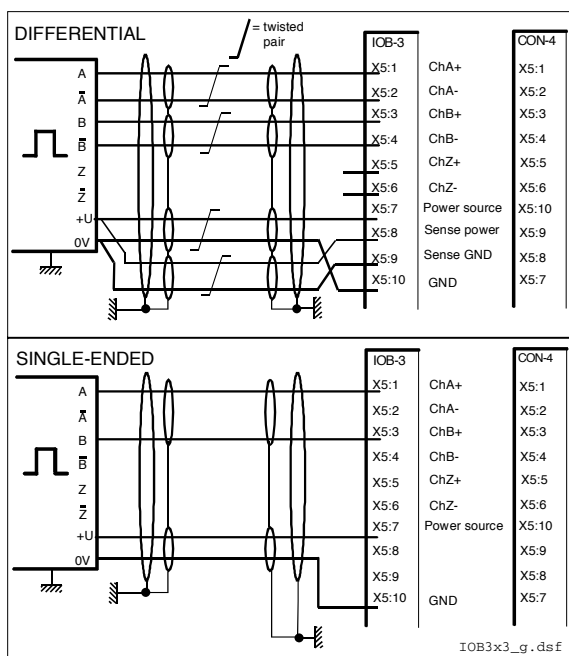 DIFFERENTIAL
= twisted
pair
IOB-3
CON-4
A
X5:1 ChA+ X5:1
A̅
X5:2 ChA- X5:2
B
X5:3 ChB+ X5:3
B̅
X5:4 ChB- X5:4
Z
X5:5 ChZ+ X5:5
Z̅
X5:6 ChZ- X5:6
+U
X5:7 Power source X5:10
0V
X5:8 Sense power X5:9
X5:9 Sense GND X5:8
X5:10 GND X5:7
SINGLE-ENDED
IOB-3
CON-4
A
X5:1 ChA+ X5:1
A̅
X5:2 ChA- X5:2
B
X5:3 ChB+ X5:3
B̅
X5:4 ChB- X5:4
Z
X5:5 ChZ+ X5:5
Z̅
X5:6 ChZ- X5:6
+U
X5:7 Power source X5:10
0V
X5:8 X5:9
X5:9 X5:8
X5:10 GND X5:7
IOB3x3_g.dsf